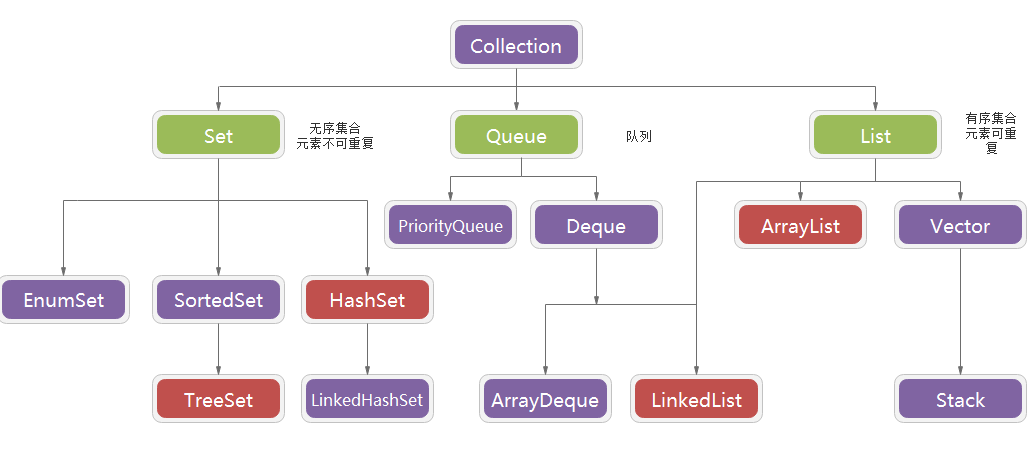 Collection
Set
无序集合
元素不可重复
Queue
队列
List
有序集合
元素可重
复
PriorityQueue
Deque
ArrayList
Vector
EnumSet
SortedSet
HashSet
TreeSet
LinkedHashSet
ArrayDeque
LinkedList
Stack